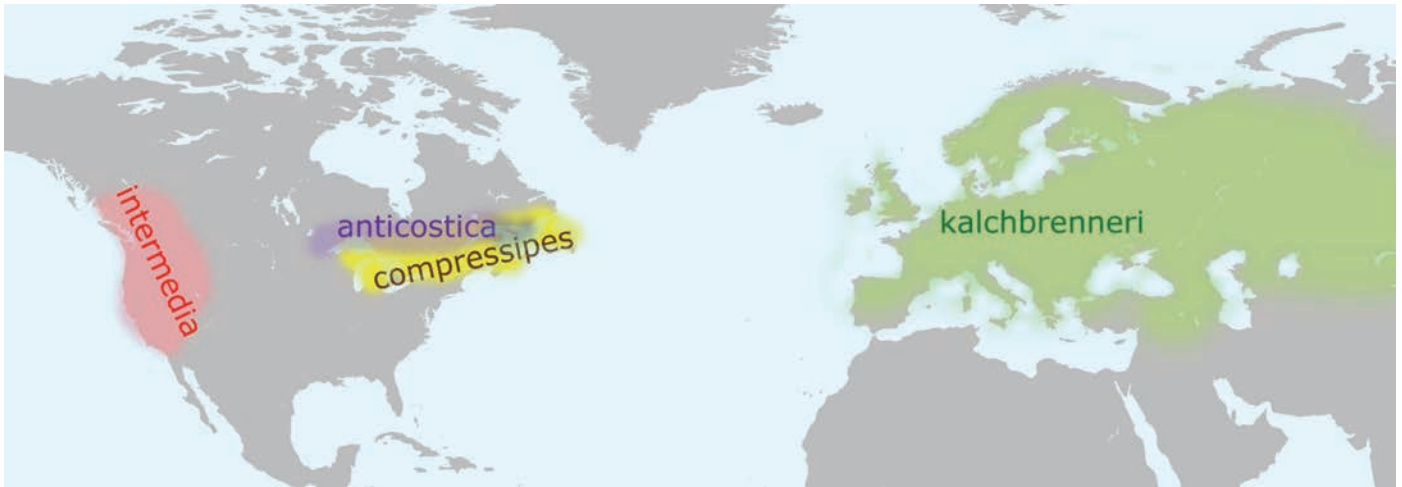 intermedia
anticostica
compressipes
kalchbrenneri